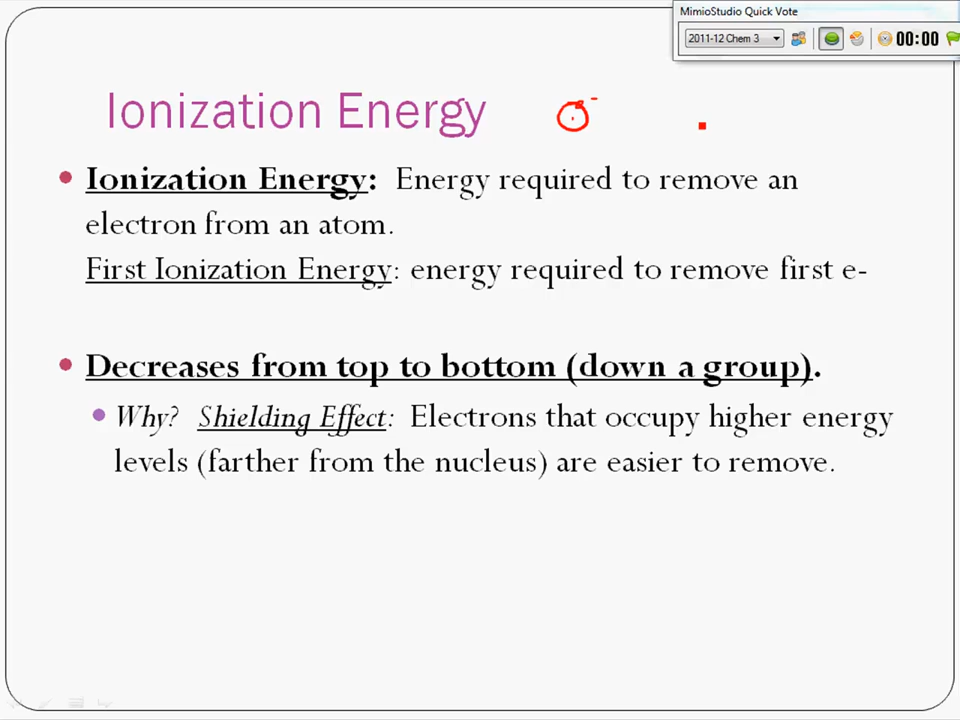 MimioStudio Quick Vote
2011-12 Chem 3
00:00
Ionization Energy
Ionization Energy: Energy required to remove an
electron from an atom.
First Ionization Energy: energy required to remove first e-
Decreases from top to bottom (down a group).
Why? Shielding Effect: Electrons that occupy higher energy
levels (farther from the nucleus) are easier to remove.